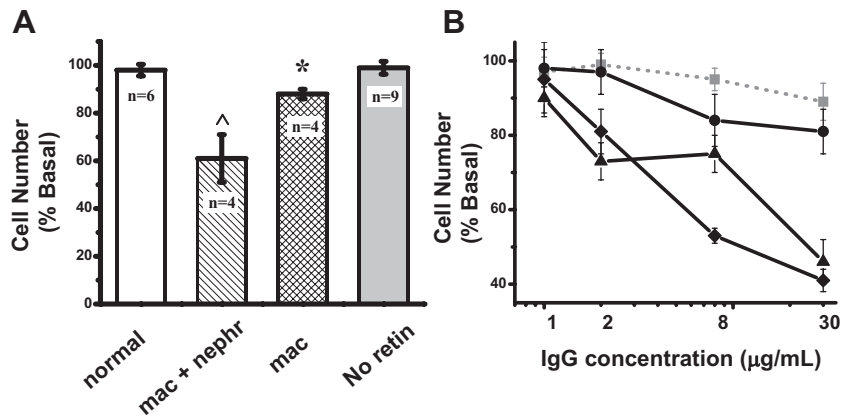 A
Cell Number
(% Basal)
100
80
60
40
20
0
n=6
^
n=4
*
n=4
n=9
normal
mac + nephr
mac
No retin
B
Cell Number
(% Basal)
100
80
60
40
1 2 8 30
IgG concentration (μg/mL)